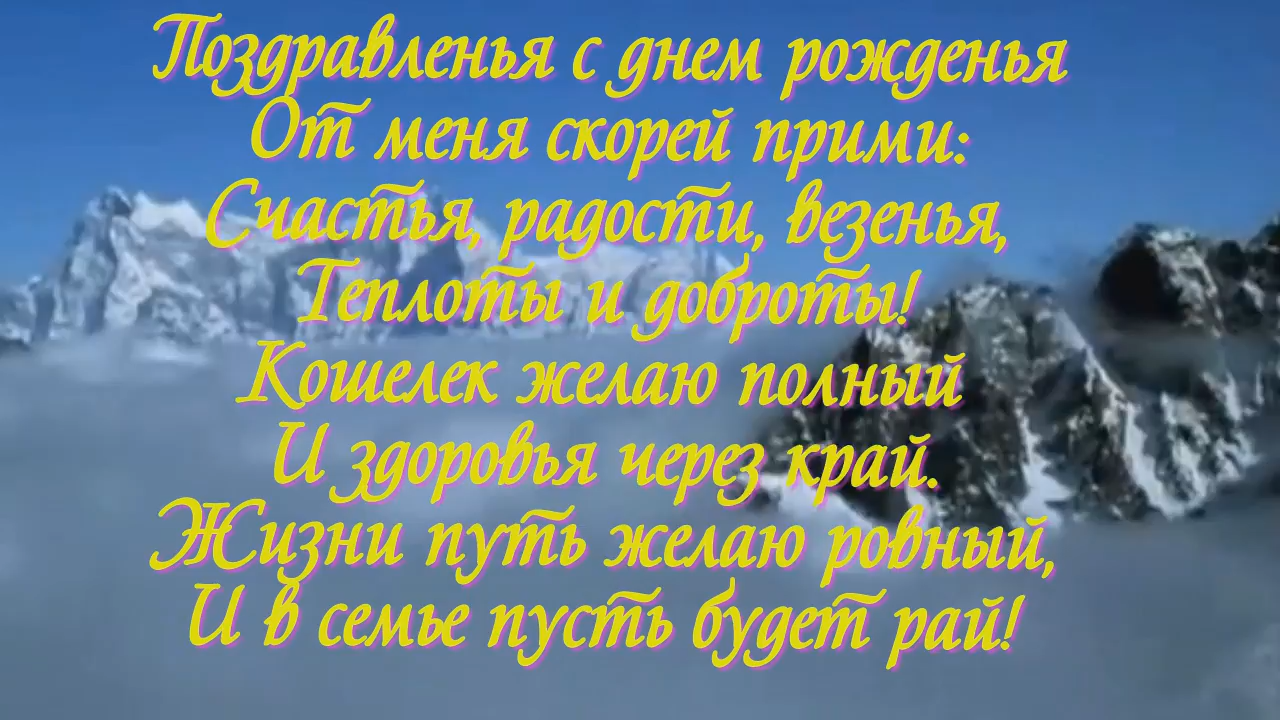 Поздравленья с днем рожденья
От меня скорей прими:
Счастья, радости, везенья,
Теплоты и доброты!
Кошелек желаю полный
И здоровья через край.
Жизни путь желаю ровный,
И в семье пусть будет рай!